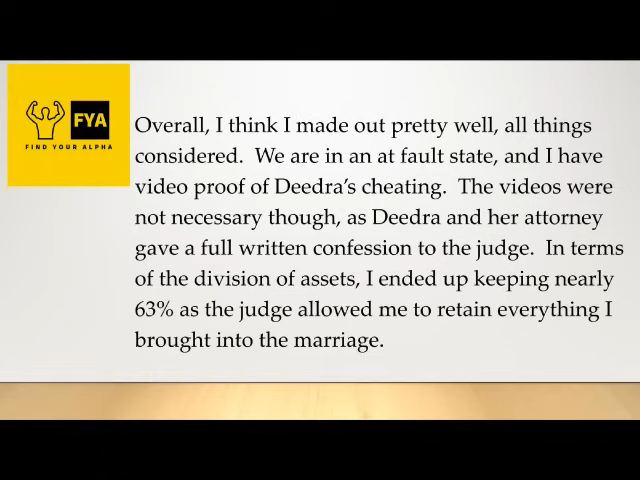 FYA
FIND YOUR ALPHA
Overall, I think I made out pretty well, all things
considered.  We are in an at fault state, and I have
video proof of Deedra’s cheating.  The videos were
not necessary though, as Deedra and her attorney
gave a full written confession to the judge.  In terms
of the division of assets, I ended up keeping nearly
63% as the judge allowed me to retain everything I
brought into the marriage.